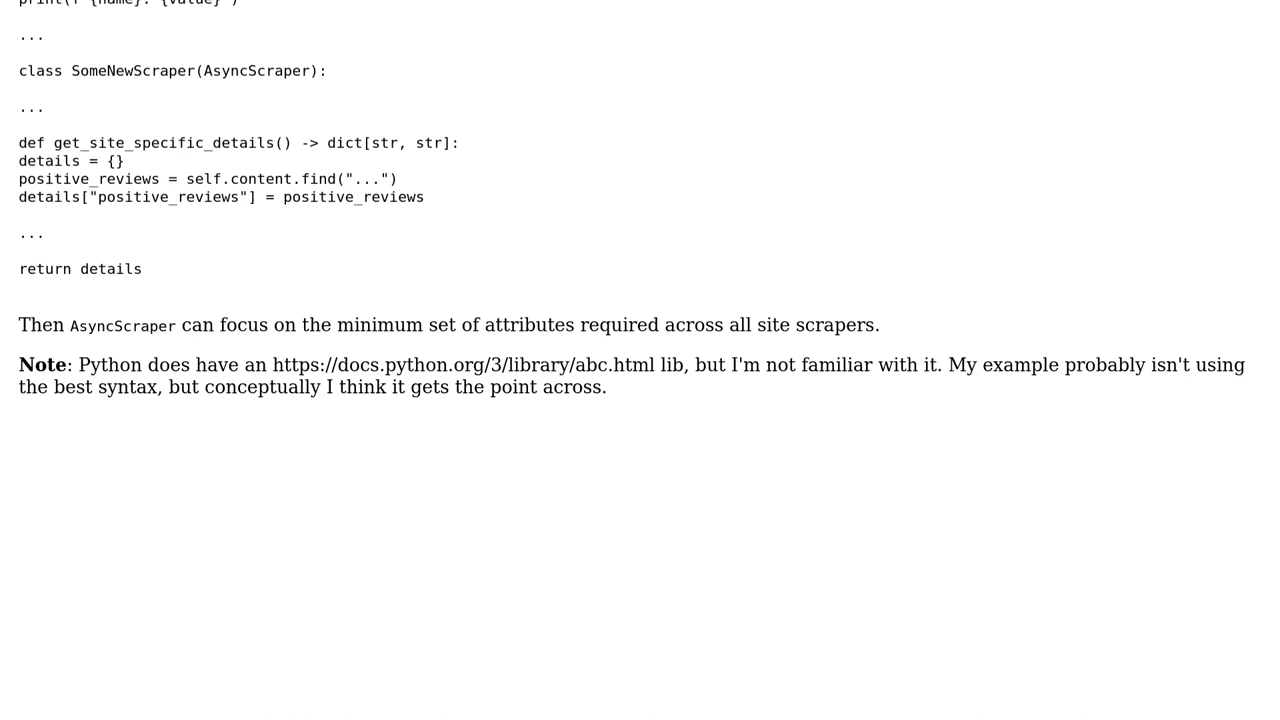 print(f"{name}: {value}")
...
class SomeNewScraper(AsyncScraper):
...
def get_site_specific_details() -> dict[str, str]:
details = {}
positive_reviews = self.content.find("...")
details["positive_reviews"] = positive_reviews
...
return details
Then AsyncScraper can focus on the minimum set of attributes required across all site scrapers.
Note: Python does have an https://docs.python.org/3/library/abc.html lib, but I'm not familiar with it. My example probably isn't using
the best syntax, but conceptually I think it gets the point across.